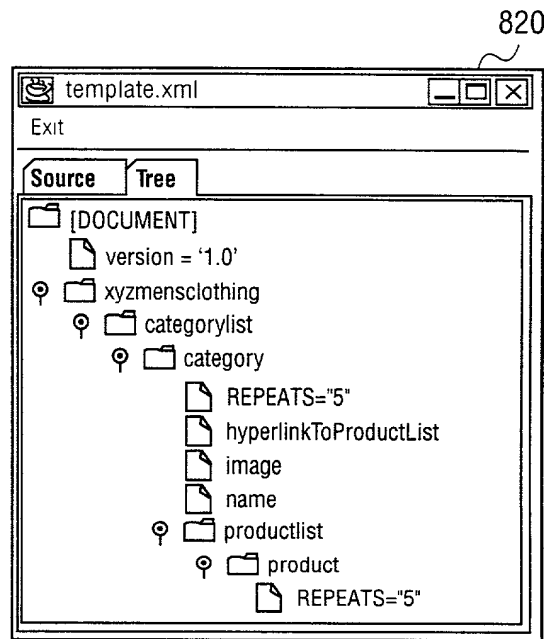 820
template.xml
Exit
Source Tree
[DOCUMENT]
version = ‘1.0’
xyzmensclothing
categorylist
category
REPEATS="5"
hyperlinkToProductList
image
name
productlist
product
REPEATS="5"